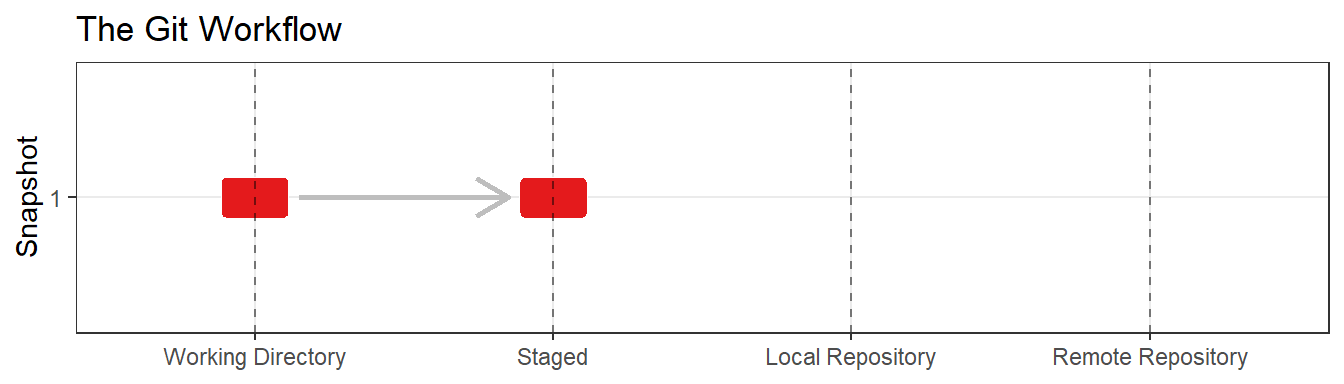 The Git Workflow
Snapshot
1
Working Directory
Staged
Local Repository
Remote Repository